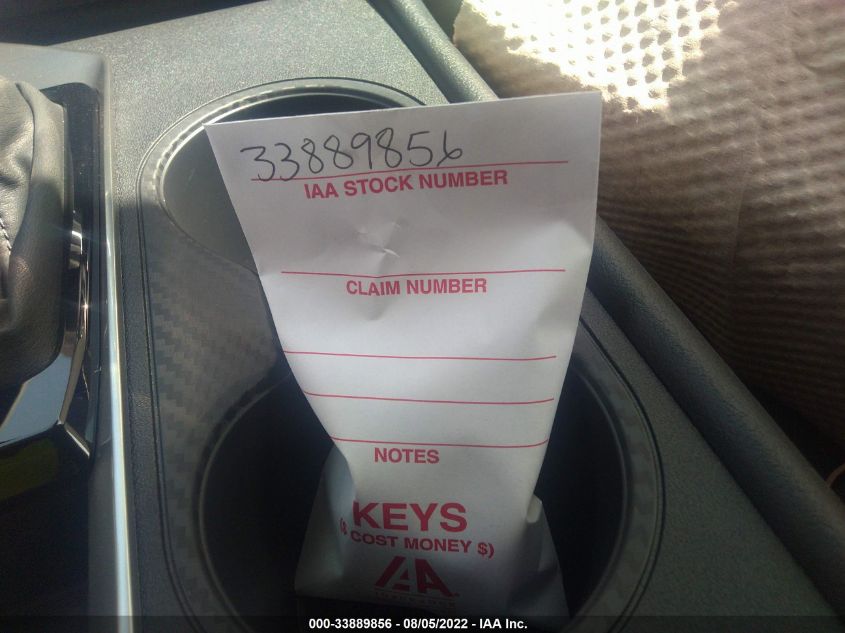 33889856
IAA STOCK NUMBER
CLAIM NUMBER
NOTES
KEYS
($ COST MONEY $)
IAA
000-33889856 - 08/05/2022 - IAA Inc.